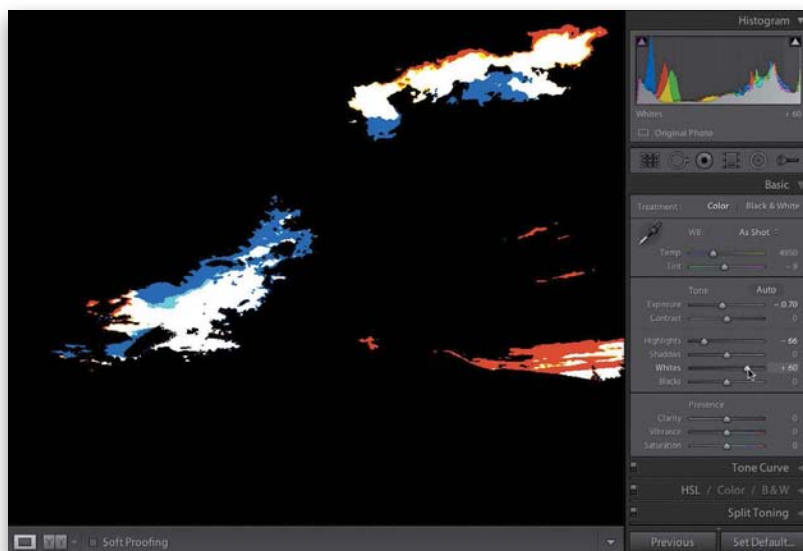 Histogram
Whites + 60
Original Photo
Basic
Treatment : Color Black & White
WB: As Shot
Temp 4950
Tint - 9
Tone Auto
Exposure - 0.70
Contrast 0
Highlights - 66
Shadows 0
Whites + 60
Blacks 0
Presence
Clarity 0
Vibrance 0
Saturation 0
Tone Curve
HSL / Color / B & W
Split Toning
Soft Proofing
Previous Set Default...